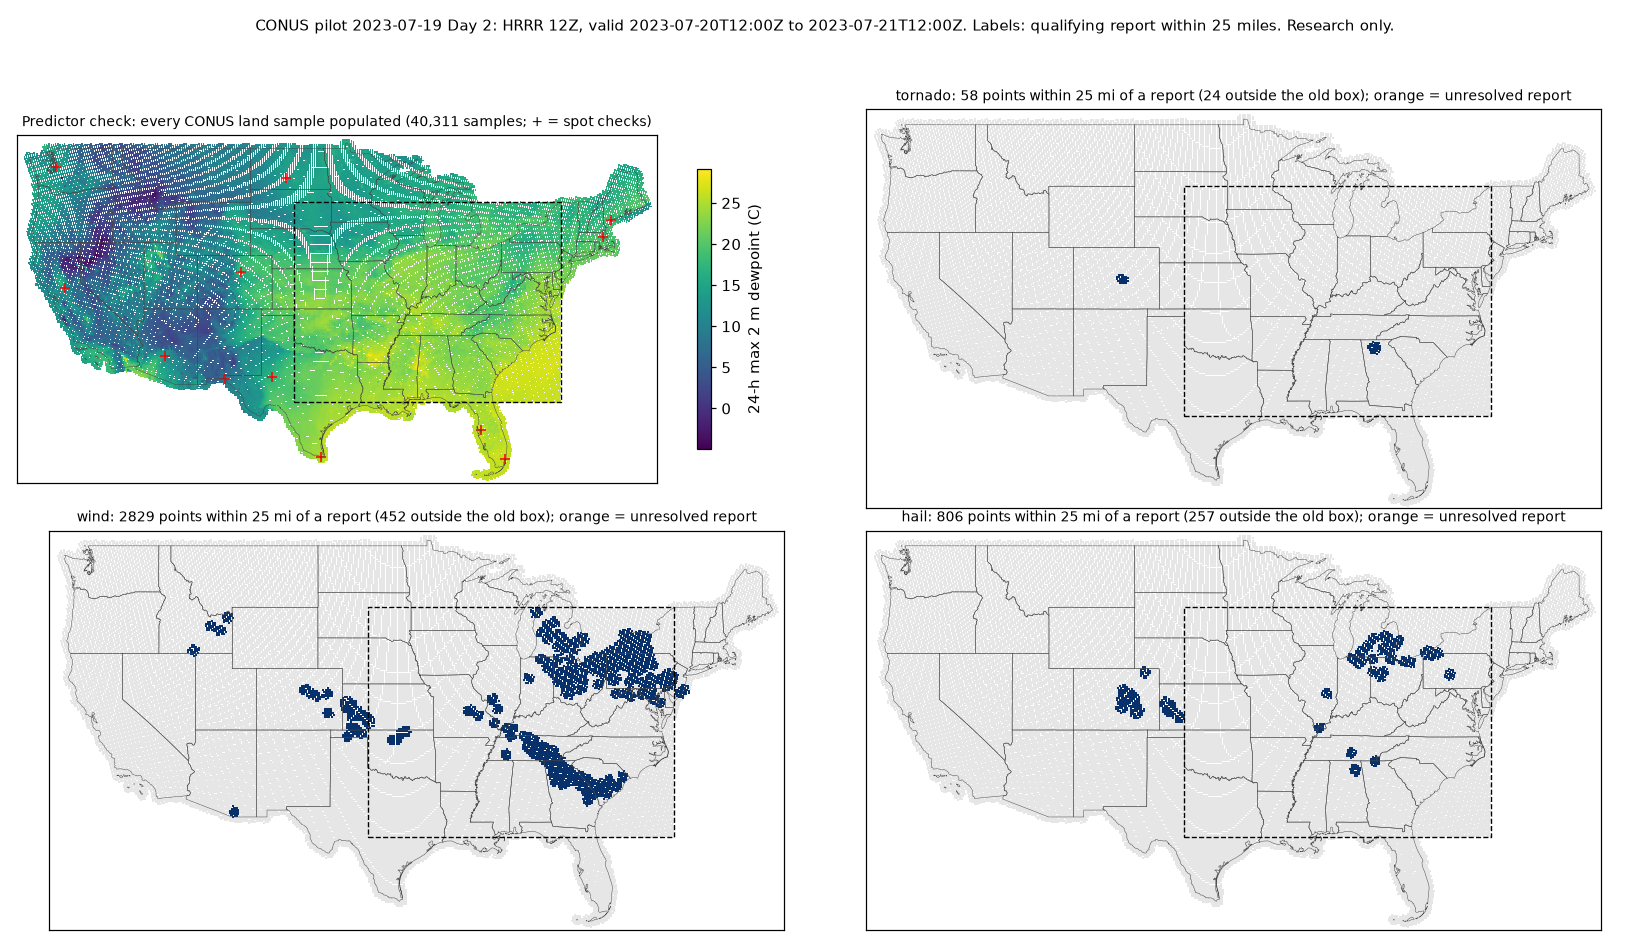 CONUS pilot 2023-07-19 Day 2: HRRR 12Z, valid 2023-07-20T12:00Z to 2023-07-21T12:00Z. Labels: qualifying report within 25 miles. Research only.
Predictor check: every CONUS land sample populated (40,311 samples; + = spot checks)
25
20
15
10
5
0
24-h max 2 m dewpoint (C)
tornado: 58 points within 25 mi of a report (24 outside the old box); orange = unresolved report
wind: 2829 points within 25 mi of a report (452 outside the old box); orange = unresolved report
hail: 806 points within 25 mi of a report (257 outside the old box); orange = unresolved report